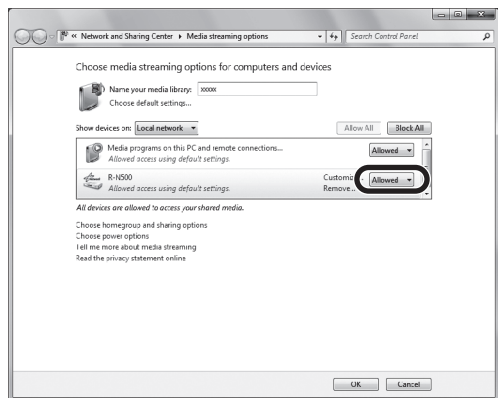 « Network and Sharing Center ▸ Media streaming options
Search Control Panel
Choose media streaming options for computers and devices
Name your media library: xxxxx
Choose default settings...
Show devices on: Local network
Allow All
Block All
Media programs on this PC and remote connections...
Allowed access using default settings.
Allowed
R-N500
Allowed access using default settings.
Remove...
Allowed
All devices are allowed to access your shared media.
Choose homegroup and sharing options
Choose power options
Tell me more about media streaming
Read the privacy statement online
OK
Cancel